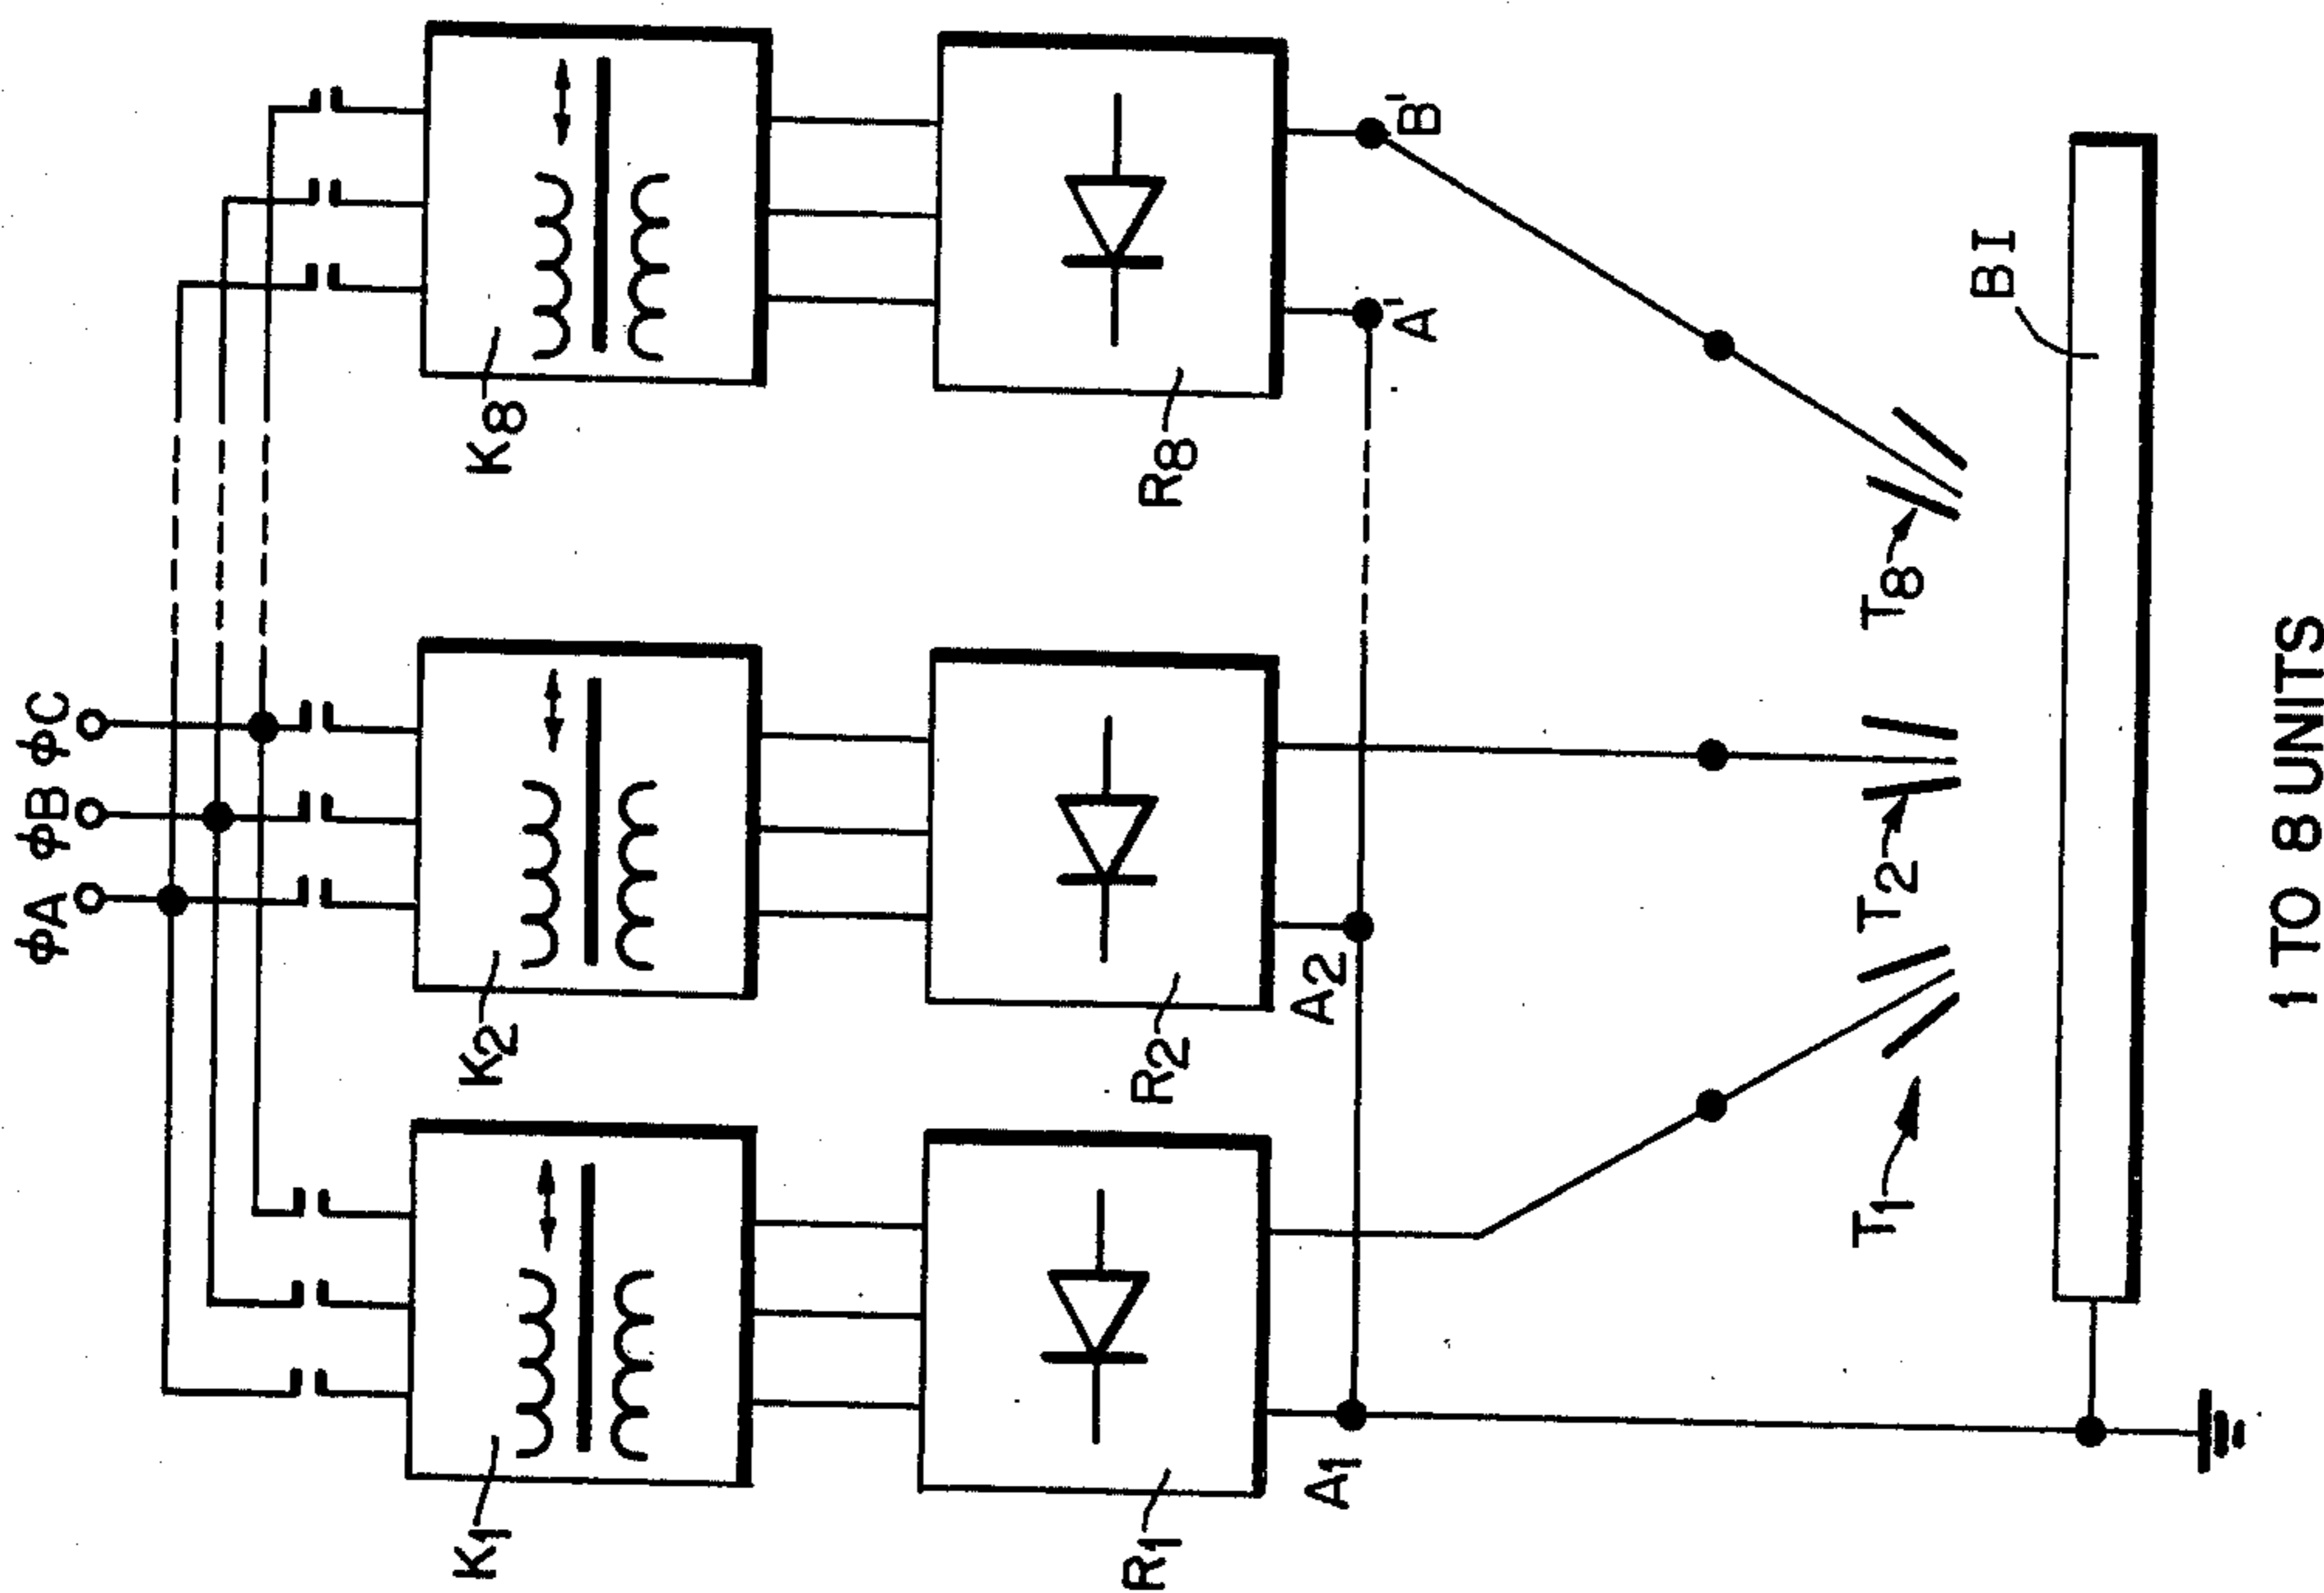 φA φB φC
K1
K2
K8
R1
R2
R8
A1
A2
A'
B'
T1
T2
T8
BI
1 TO 8 UNITS